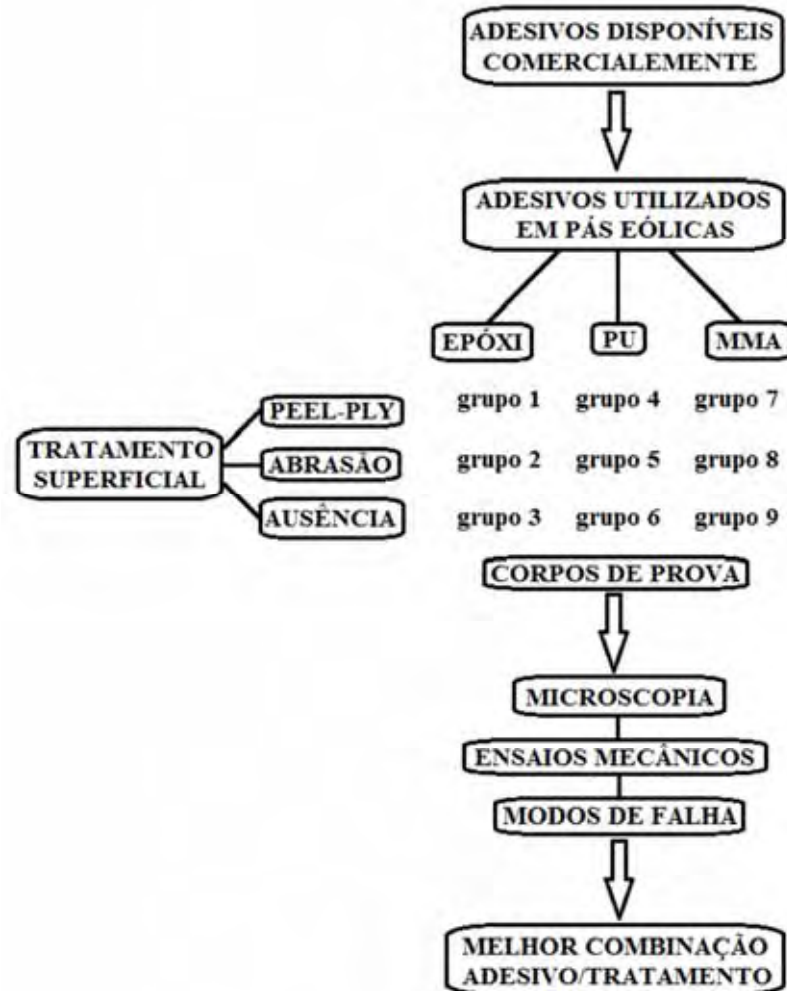 ADESIVOS DISPONÍVEIS
COMERCIALEMENTE
ADESIVOS UTILIZADOS
EM PÁS EÓLICAS
EPÓXI PU MMA
PEEL-PLY grupo 1 grupo 4 grupo 7
TRATAMENTO
SUPERFICIAL
ABRASÃO grupo 2 grupo 5 grupo 8
AUSÊNCIA grupo 3 grupo 6 grupo 9
CORPOS DE PROVA
MICROSCOPIA
ENSAIOS MECÂNICOS
MODOS DE FALHA
MELHOR COMBINAÇÃO
ADESIVO/TRATAMENTO